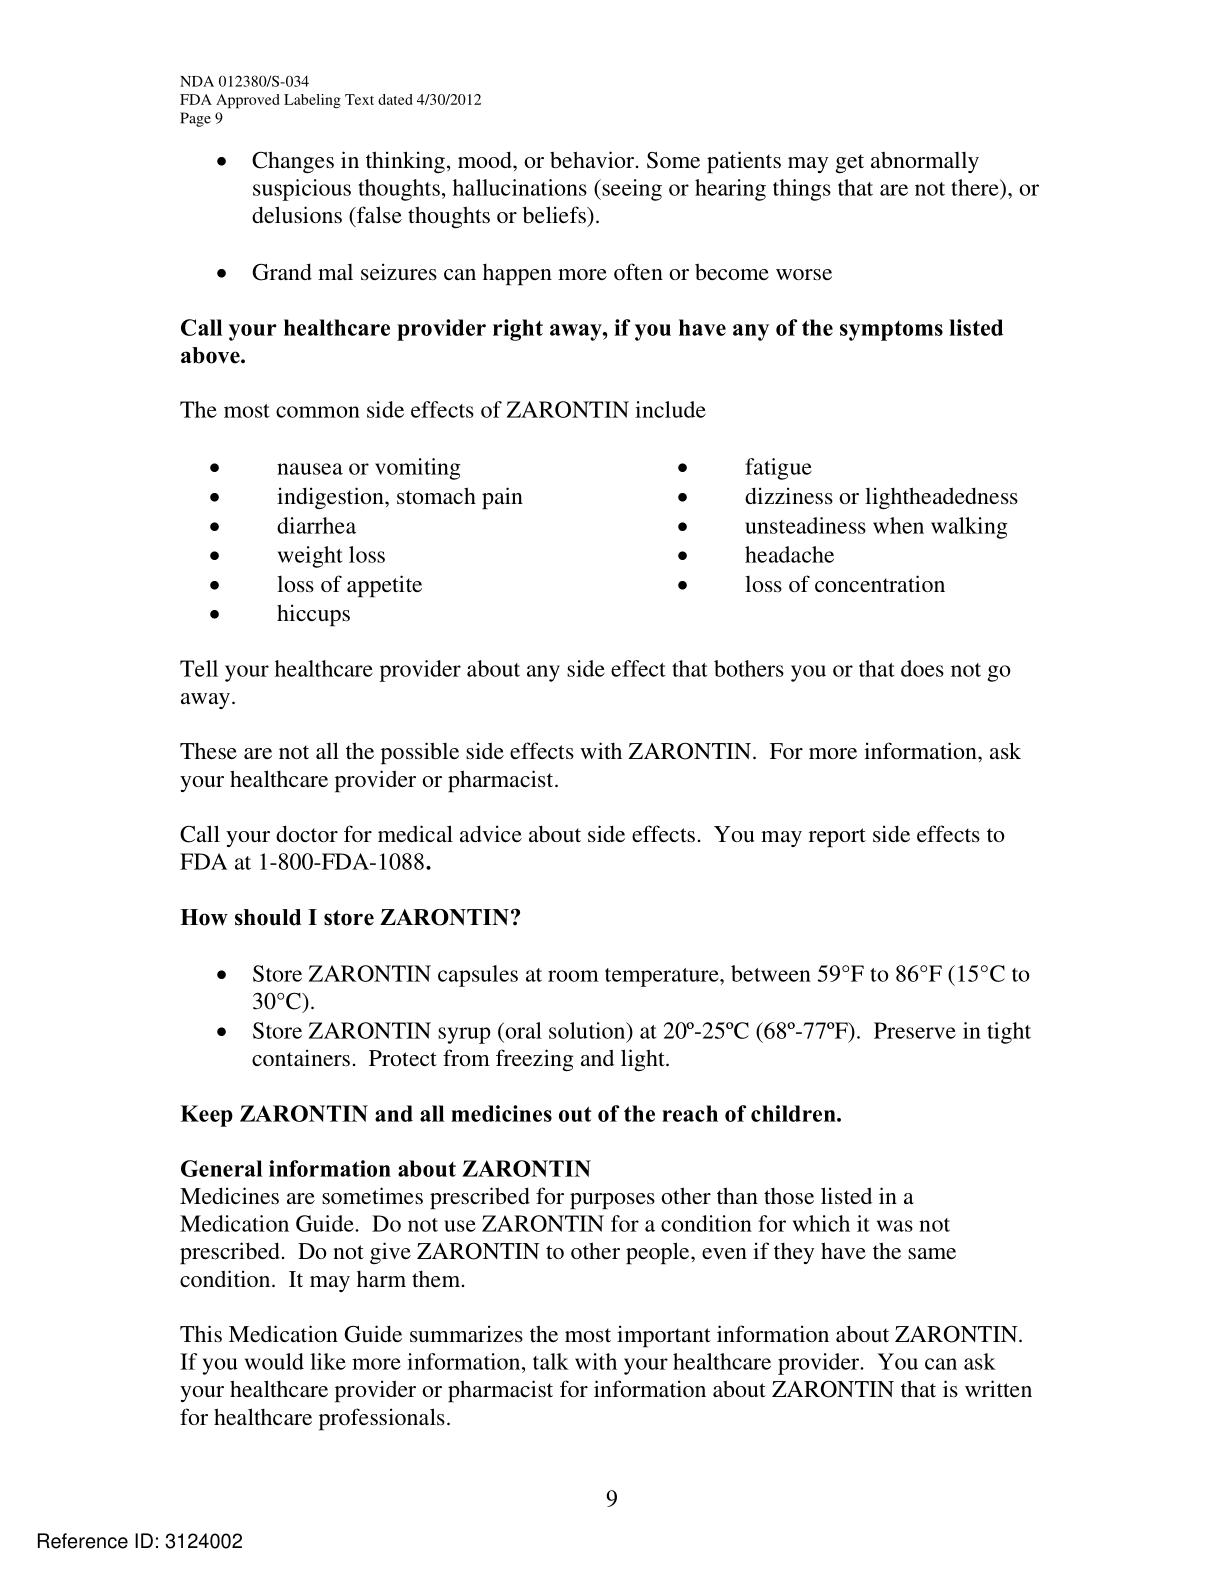 NDA 012380/S-034
FDA Approved Labeling Text dated 4/30/2012
Page 9
• Changes in thinking, mood, or behavior. Some patients may get abnormally
suspicious thoughts, hallucinations (seeing or hearing things that are not there), or
delusions (false thoughts or beliefs).
• Grand mal seizures can happen more often or become worse
Call your healthcare provider right away, if you have any of the symptoms listed
above.
The most common side effects of ZARONTIN include
• nausea or vomiting
• indigestion, stomach pain
• diarrhea
• weight loss
• loss of appetite
• hiccups
• fatigue
• dizziness or lightheadedness
• unsteadiness when walking
• headache
• loss of concentration
Tell your healthcare provider about any side effect that bothers you or that does not go
away.
These are not all the possible side effects with ZARONTIN.  For more information, ask
your healthcare provider or pharmacist.
Call your doctor for medical advice about side effects.  You may report side effects to
FDA at 1-800-FDA-1088.
How should I store ZARONTIN?
• Store ZARONTIN capsules at room temperature, between 59°F to 86°F (15°C to
30°C).
• Store ZARONTIN syrup (oral solution) at 20º-25ºC (68º-77ºF).  Preserve in tight
containers.  Protect from freezing and light.
Keep ZARONTIN and all medicines out of the reach of children.
General information about ZARONTIN
Medicines are sometimes prescribed for purposes other than those listed in a
Medication Guide.  Do not use ZARONTIN for a condition for which it was not
prescribed.  Do not give ZARONTIN to other people, even if they have the same
condition.  It may harm them.
This Medication Guide summarizes the most important information about ZARONTIN.
If you would like more information, talk with your healthcare provider.  You can ask
your healthcare provider or pharmacist for information about ZARONTIN that is written
for healthcare professionals.
9
Reference ID: 3124002